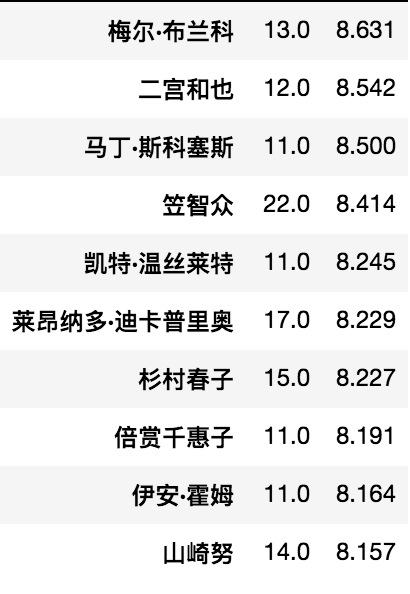 梅尔·布兰科 13.0 8.631
二宫和也 12.0 8.542
马丁·斯科塞斯 11.0 8.500
笠智众 22.0 8.414
凯特·温丝莱特 11.0 8.245
莱昂纳多·迪卡普里奥 17.0 8.229
杉村春子 15.0 8.227
倍赏千惠子 11.0 8.191
伊安·霍姆 11.0 8.164
山崎努 14.0 8.157